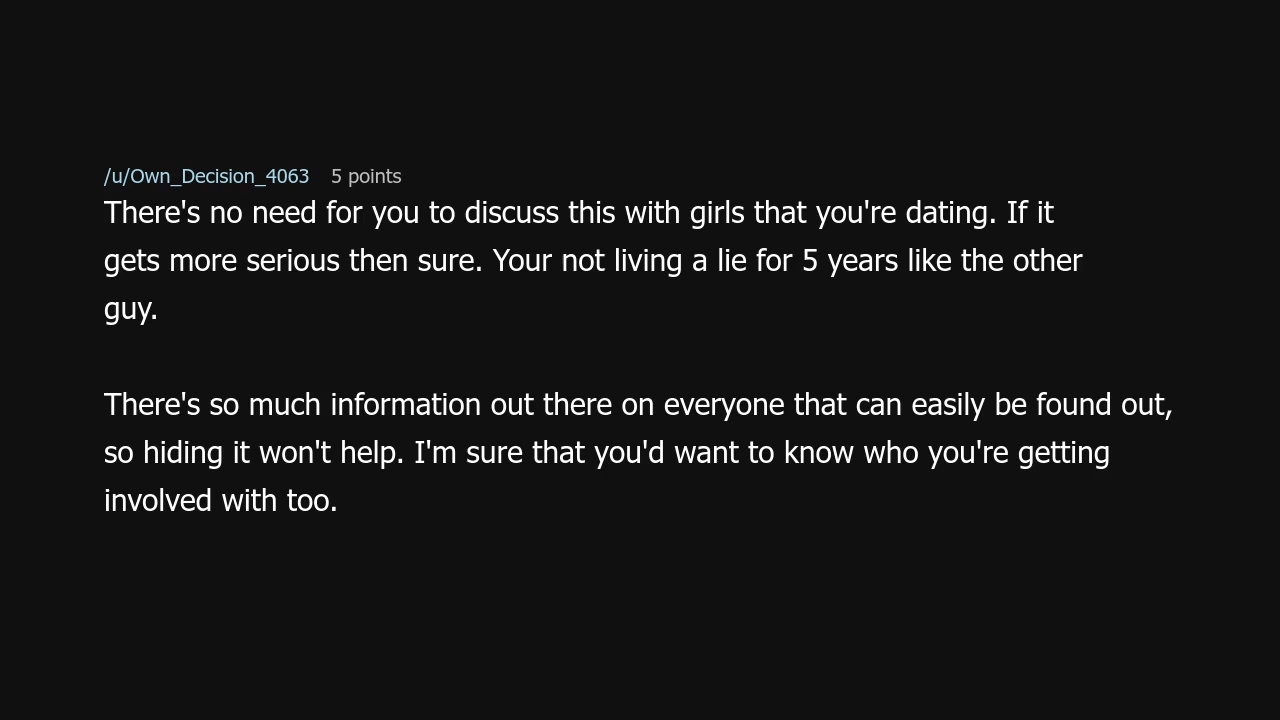 /u/Own_Decision_4063 5 points
There's no need for you to discuss this with girls that you're dating. If it
gets more serious then sure. Your not living a lie for 5 years like the other
guy.
There's so much information out there on everyone that can easily be found out,
so hiding it won't help. I'm sure that you'd want to know who you're getting
involved with too.